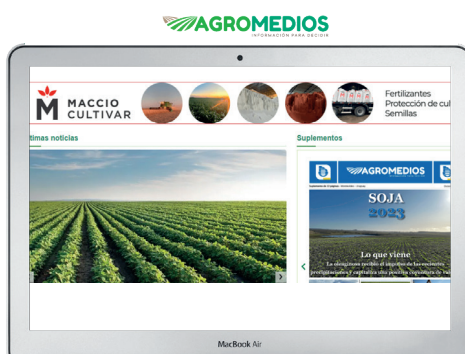 AGROMEDIOS
INFORMACIÓN PARA DECIDIR
MACCIO
CULTIVAR
Fertilizantes
Protección de cul
Semillas
timas noticias
Suplementos
AGROMEDIOS
SOJA
2023
Lo que viene
MacBook Air